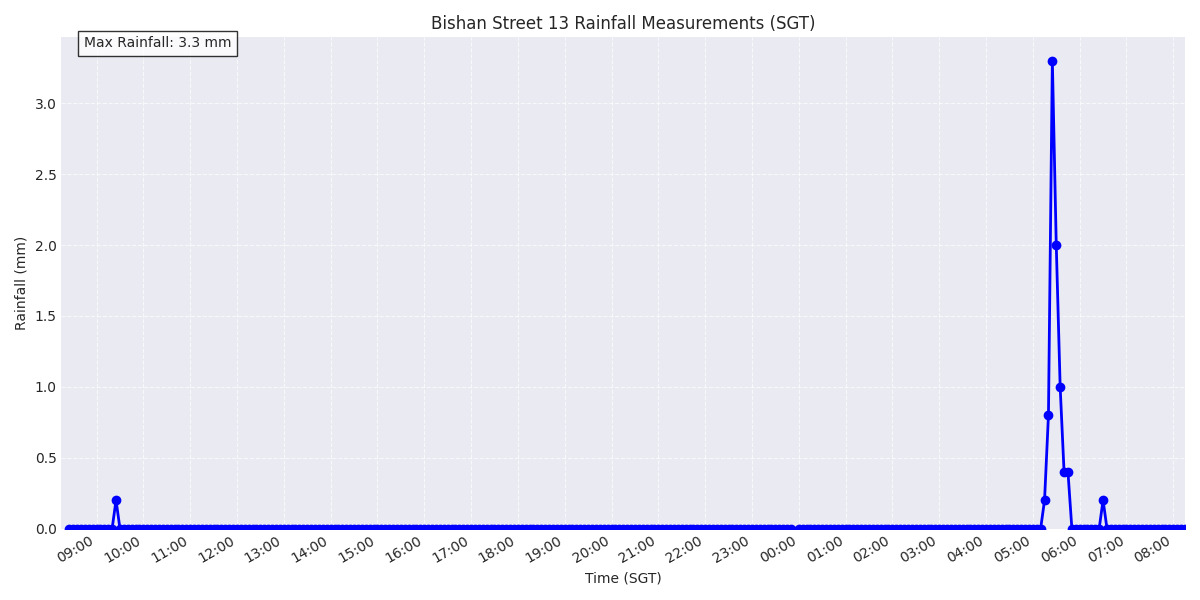 Bishan Street 13 Rainfall Measurements (SGT)
Max Rainfall: 3.3 mm
Rainfall (mm)
3.0
2.5
2.0
1.5
1.0
0.5
0.0
09:00 10:00 11:00 12:00 13:00 14:00 15:00 16:00 17:00 18:00 19:00 20:00 21:00 22:00 23:00 00:00 01:00 02:00 03:00 04:00 05:00 06:00 07:00 08:00
Time (SGT)